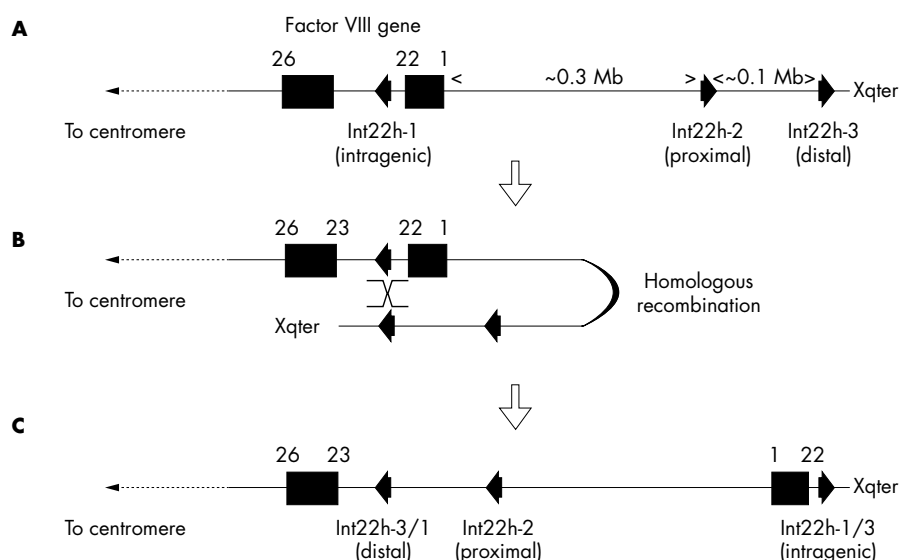 A
Factor VIII gene
26 22 1
< ~0.3 Mb > <~0.1 Mb>
Xqter
To centromere
Int22h-1
(intragenic)
Int22h-2
(proximal)
Int22h-3
(distal)
B
26 23 22 1
To centromere
Homologous
recombination
Xqter
C
26 23 1 22
Xqter
To centromere
Int22h-3/1
(distal)
Int22h-2
(proximal)
Int22h-1/3
(intragenic)